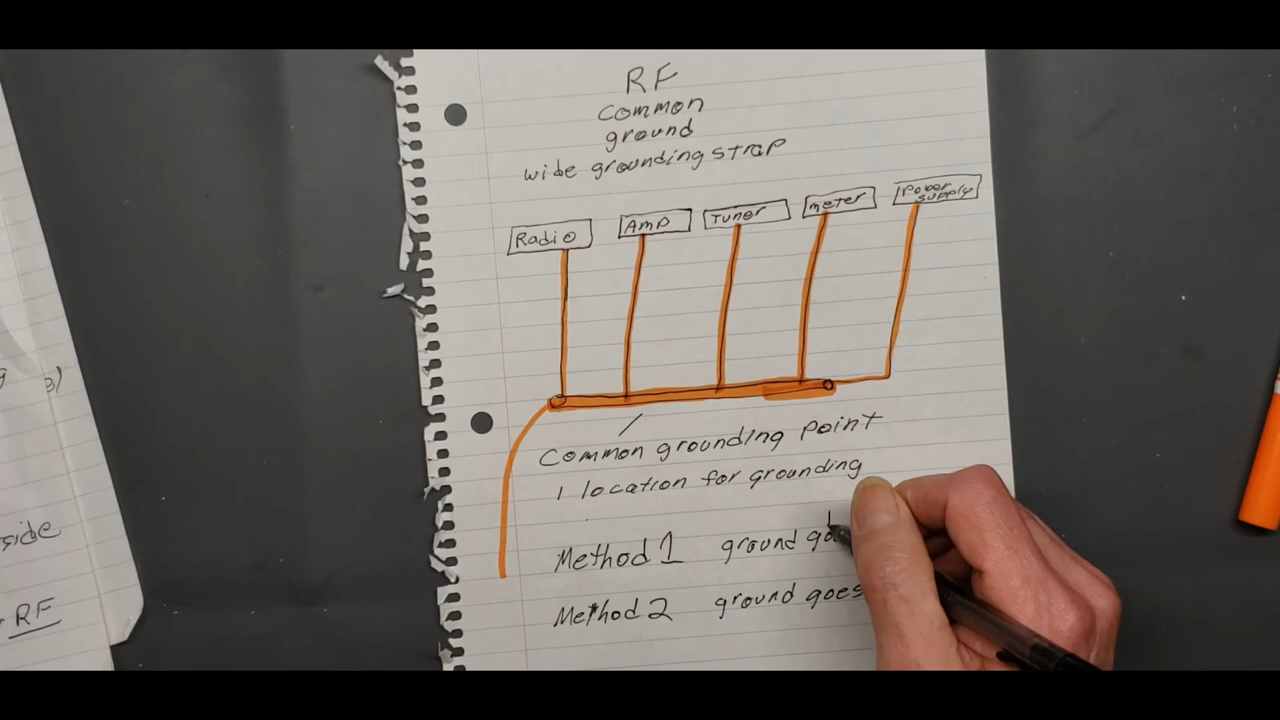 RF
common
ground
wide grounding strap
Radio
Amp
Tuner
meter
Power
supply
Common grounding point
1 location for grounding
Method 1 ground go
Method 2 ground goes
side
RF